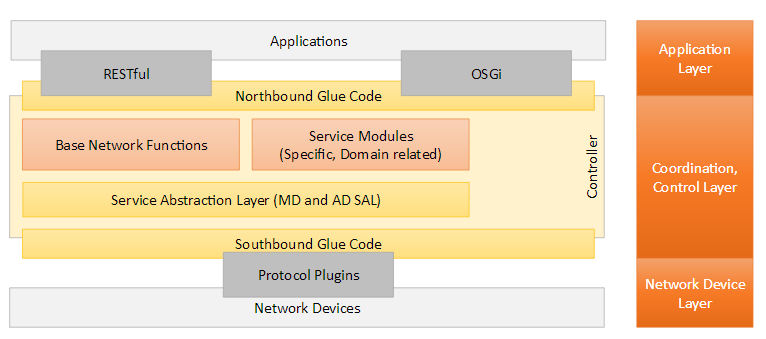 Applications
RESTful
OSGi
Northbound Glue Code
Base Network Functions
Service Modules
(Specific, Domain related)
Service Abstraction Layer (MD and AD SAL)
Controller
Southbound Glue Code
Protocol Plugins
Network Devices
Application
Layer
Coordination,
Control Layer
Network Device
Layer